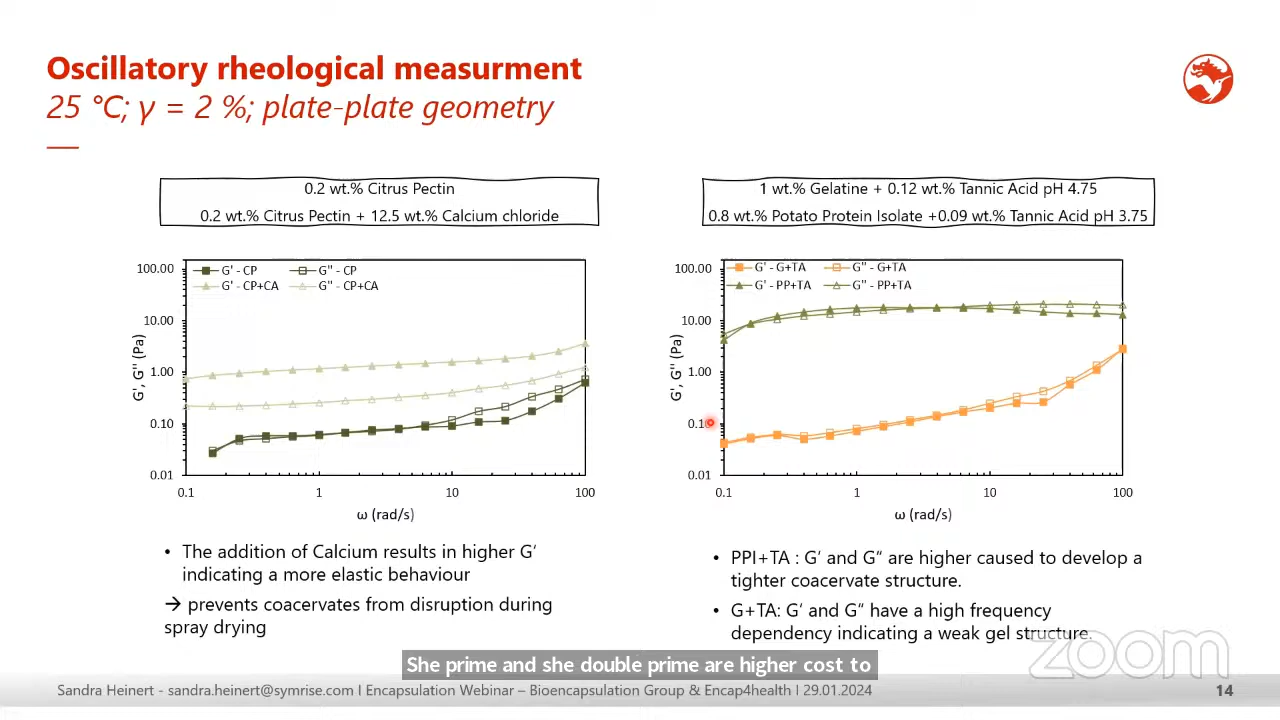 Oscillatory rheological measurment
25 °C; γ = 2 %; plate-plate geometry
0.2 wt.% Citrus Pectin
0.2 wt.% Citrus Pectin + 12.5 wt.% Calcium chloride
1 wt.% Gelatine + 0.12 wt.% Tannic Acid pH 4.75
0.8 wt.% Potato Protein Isolate +0.09 wt.% Tannic Acid pH 3.75
G' - CP
G'' - CP
G' - CP+CA
G'' - CP+CA
100.00
10.00
1.00
0.10
0.01
G', G'' (Pa)
0.1
1
10
100
ω (rad/s)
G' - G+TA
G'' - G+TA
G' - PP+TA
G'' - PP+TA
100.00
10.00
1.00
0.10
0.01
G', G'' (Pa)
0.1
1
10
100
ω (rad/s)
• The addition of Calcium results in higher G‘
indicating a more elastic behaviour
→ prevents coacervates from disruption during
spray drying
• PPI+TA : G‘ and G“ are higher caused to develop a
tighter coacervate structure.
• G+TA: G‘ and G“ have a high frequency
dependency indicating a weak gel structure.
zoom
She prime and she double prime are higher cost to
Sandra Heinert - sandra.heinert@symrise.com I Encapsulation Webinar – Bioencapsulation Group & Encap4health I 29.01.2024
14